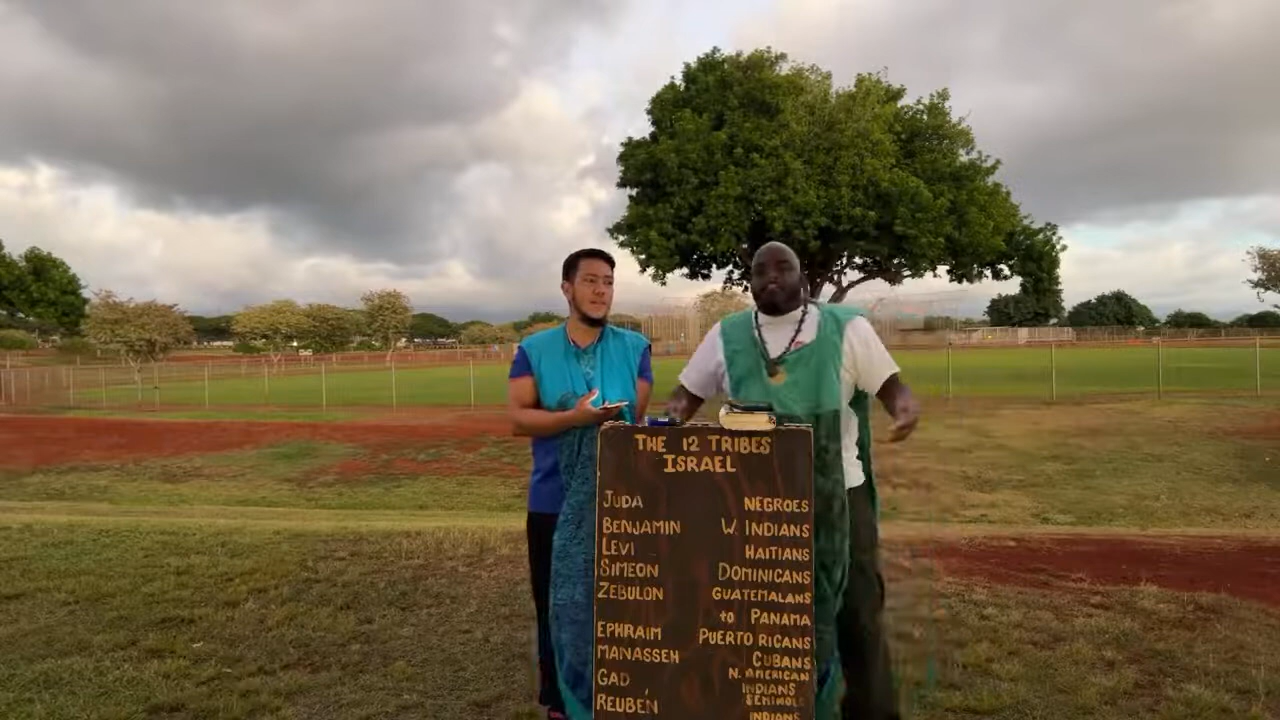 THE 12 TRIBES
ISRAEL
JUDA NEGROES
BENJAMIN W. INDIANS
LEVI HAITIANS
SIMEON DOMINICANS
ZEBULON GUATEMALANS
to PANAMA
EPHRAIM PUERTO RICANS
MANASSEH CUBANS
GAD N. AMERICAN
INDIANS
REUBEN SEMINOLE
INDIANS